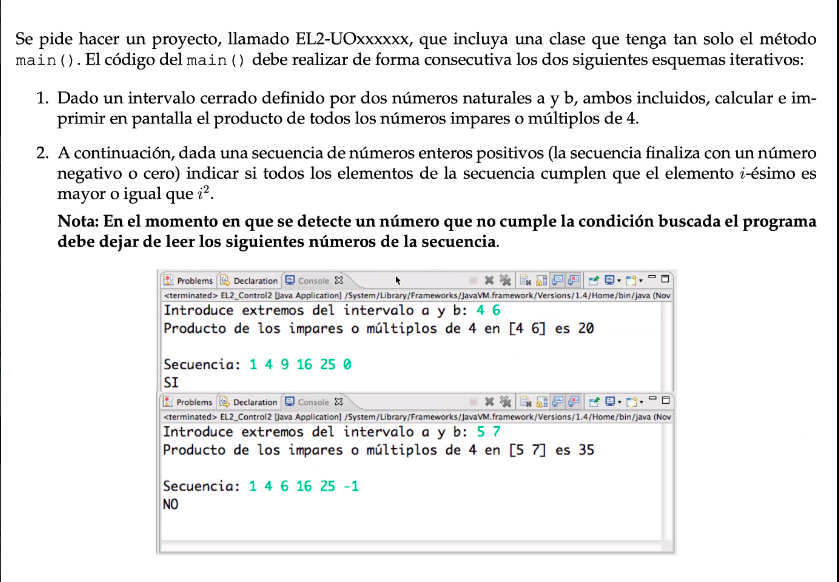 Se pide hacer un proyecto, llamado EL2-UOxxxxxx, que incluya una clase que tenga tan solo el método
main(). El código del main() debe realizar de forma consecutiva los dos siguientes esquemas iterativos:
1. Dado un intervalo cerrado definido por dos números naturales a y b, ambos incluidos, calcular e im-
primir en pantalla el producto de todos los números impares o múltiplos de 4.
2. A continuación, dada una secuencia de números enteros positivos (la secuencia finaliza con un número
negativo o cero) indicar si todos los elementos de la secuencia cumplen que el elemento i-ésimo es
mayor o igual que i².
Nota: En el momento en que se detecte un número que no cumple la condición buscada el programa
debe dejar de leer los siguientes números de la secuencia.
Problems Declaration Console
<terminated> EL2_Control2 [Java Application] /System/Library/Frameworks/JavaVM.framework/Versions/1.4/Home/bin/java (Nov
Introduce extremos del intervalo a y b: 4 6
Producto de los impares o múltiplos de 4 en [4 6] es 20
Secuencia: 1 4 9 16 25 0
SI
Problems Declaration Console
<terminated> EL2_Control2 [Java Application] /System/Library/Frameworks/JavaVM.framework/Versions/1.4/Home/bin/java (Nov
Introduce extremos del intervalo a y b: 5 7
Producto de los impares o múltiplos de 4 en [5 7] es 35
Secuencia: 1 4 6 16 25 -1
NO